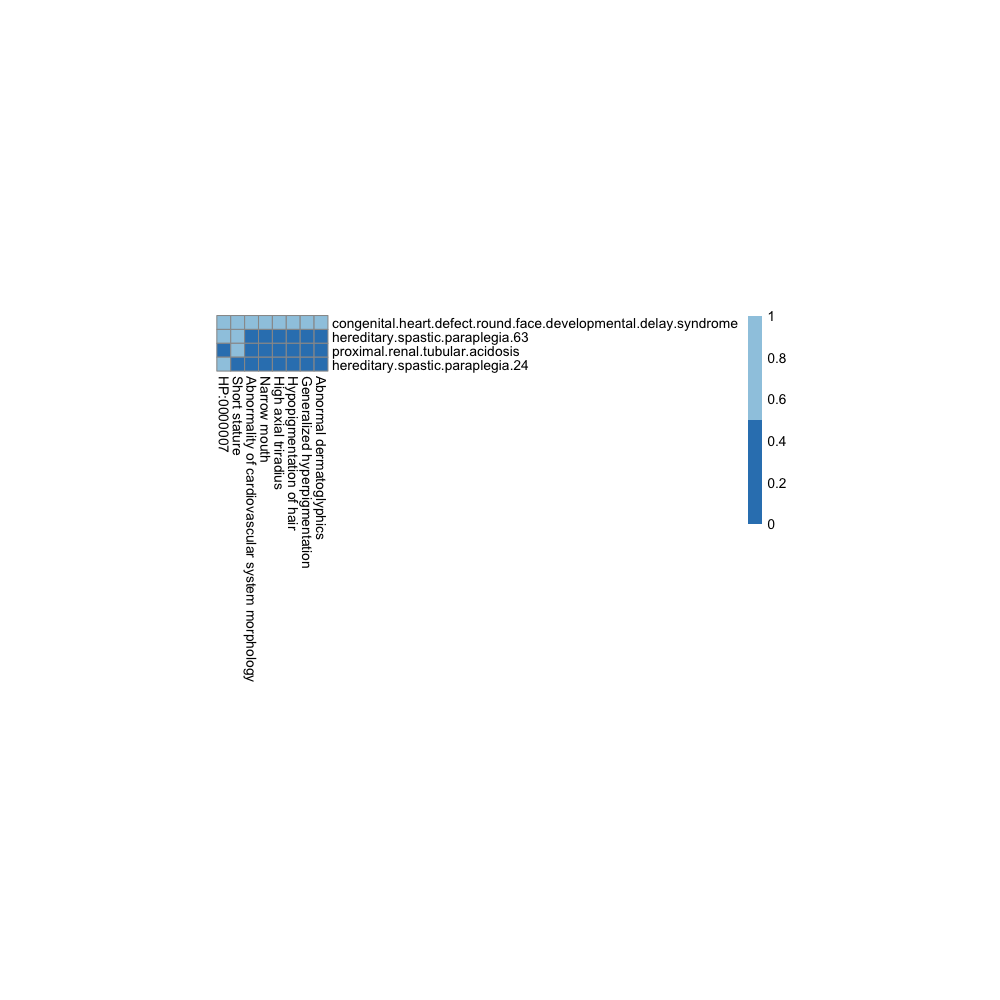 congenital.heart.defect.round.face.developmental.delay.syndrome
hereditary.spastic.paraplegia.63
proximal.renal.tubular.acidosis
hereditary.spastic.paraplegia.24
HP:0000007
Short stature
Abnormality of cardiovascular system morphology
Narrow mouth
High axial triradius
Hypopigmentation of hair
Generalized hyperpigmentation
Abnormal dermatoglyphics
1
0.8
0.6
0.4
0.2
0